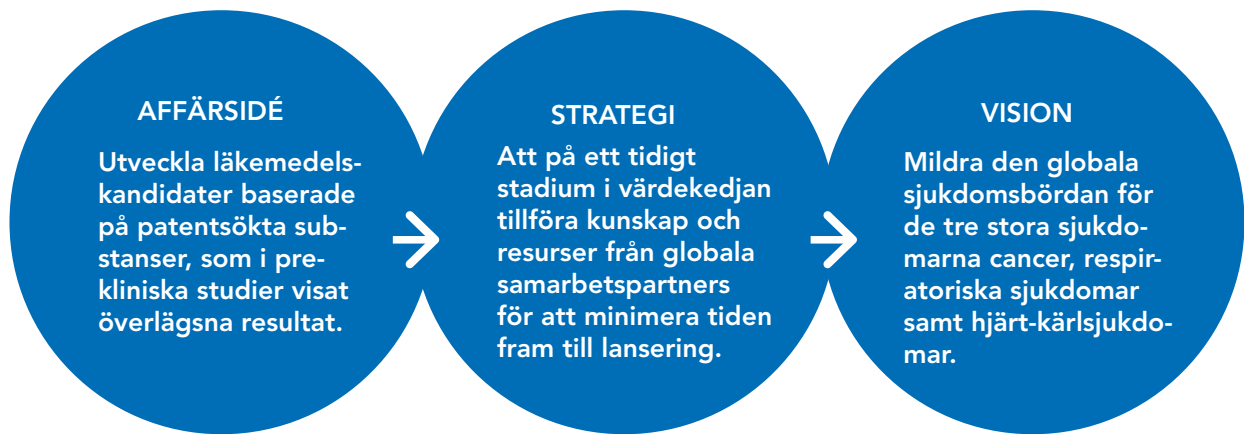 AFFÄRSIDÉ
Utveckla läkemedels-
kandidater baserade
på patentsökta sub-
stanser, som i pre-
kliniska studier visat
överlägsna resultat.
STRATEGI
Att på ett tidigt
stadium i värdekedjan
tillföra kunskap och
resurser från globala
samarbetspartners
för att minimera tiden
fram till lansering.
VISION
Mildra den globala
sjukdomsbördan för
de tre stora sjukdo-
marna cancer, respir-
atoriska sjukdomar
samt hjärt-kärlsjukdo-
mar.